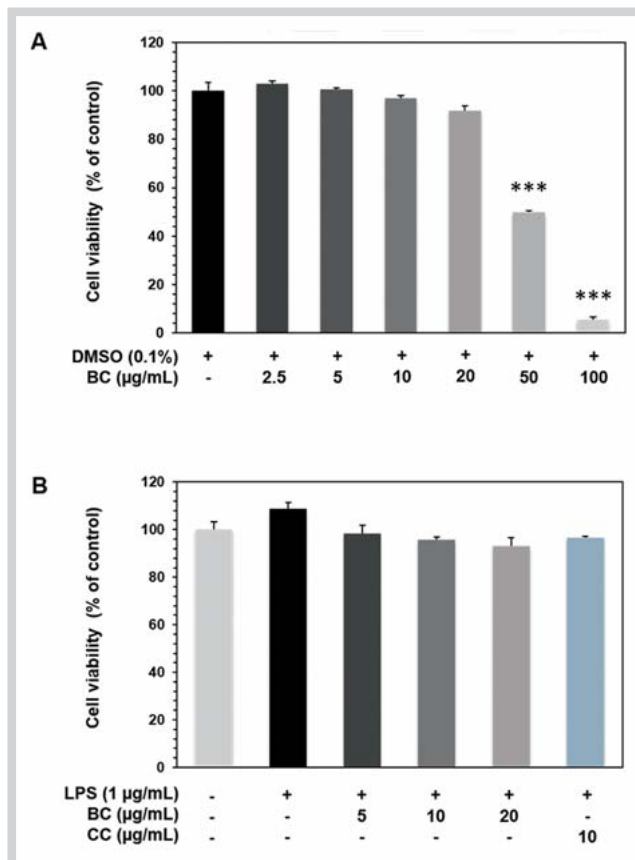 A
Cell viability (% of control)
120
100
80
60
40
20
0
***
***
DMSO (0.1%) + + + + + + +
BC (µg/mL) - 2.5 5 10 20 50 100
B
Cell viability (% of control)
120
100
80
60
40
20
0
LPS (1 µg/mL) - + + + + +
BC (µg/mL) - - 5 10 20 -
CC (µg/mL) - - - - - 10